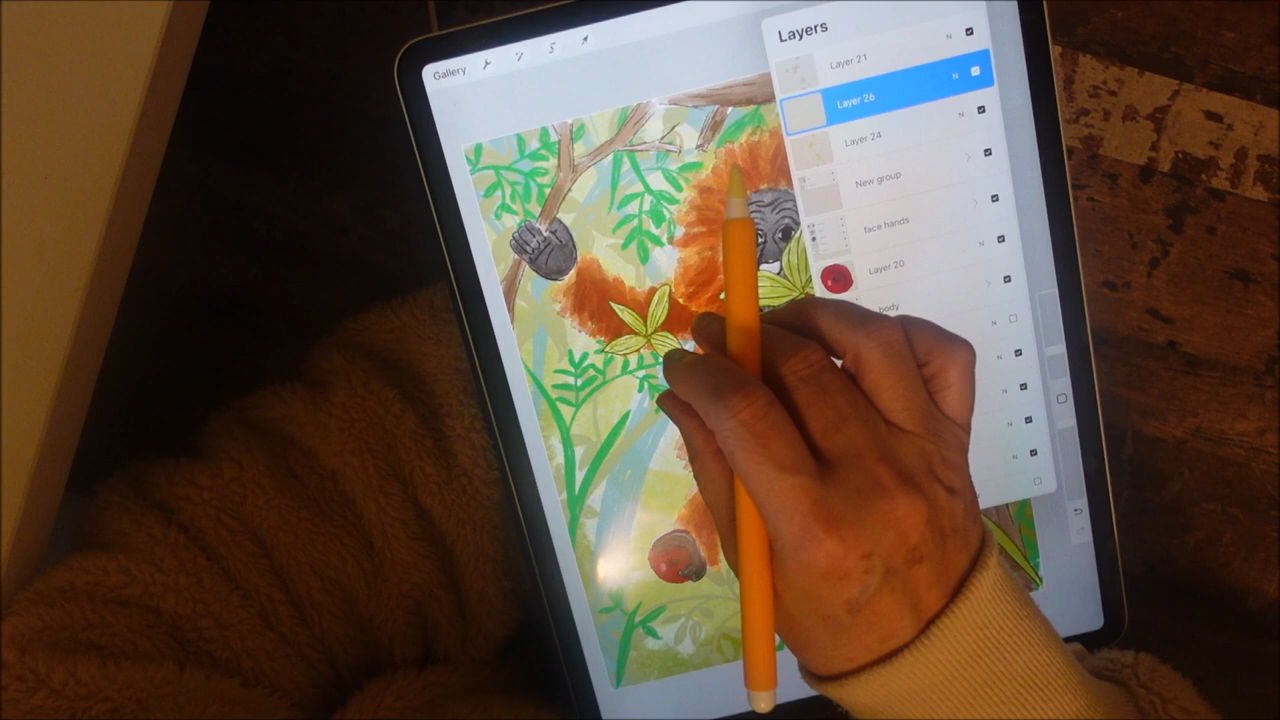 Gallery
Layers
Layer 21
N
Layer 26
N
Layer 24
N
New group
face hands
Layer 20
N
body
N
N
N
N
N